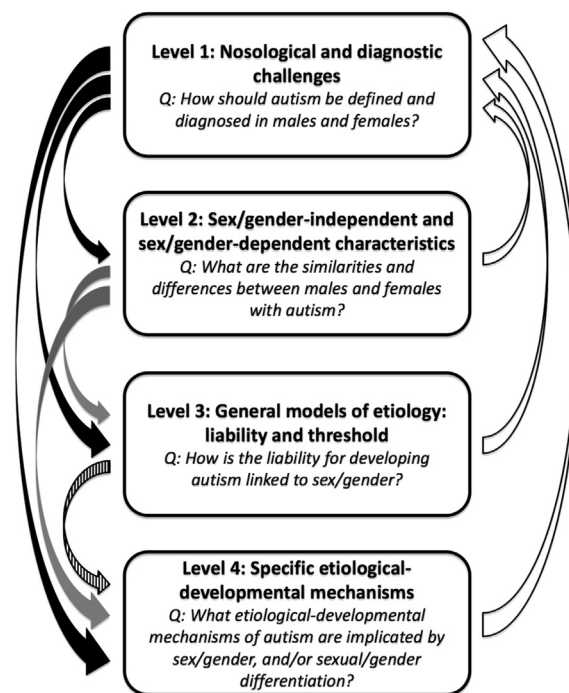 Level 1: Nosological and diagnostic
challenges
Q: How should autism be defined and
diagnosed in males and females?
Level 2: Sex/gender-independent and
sex/gender-dependent characteristics
Q: What are the similarities and
differences between males and females
with autism?
Level 3: General models of etiology:
liability and threshold
Q: How is the liability for developing
autism linked to sex/gender?
Level 4: Specific etiological-
developmental mechanisms
Q: What etiological-developmental
mechanisms of autism are implicated by
sex/gender, and/or sexual/gender
differentiation?